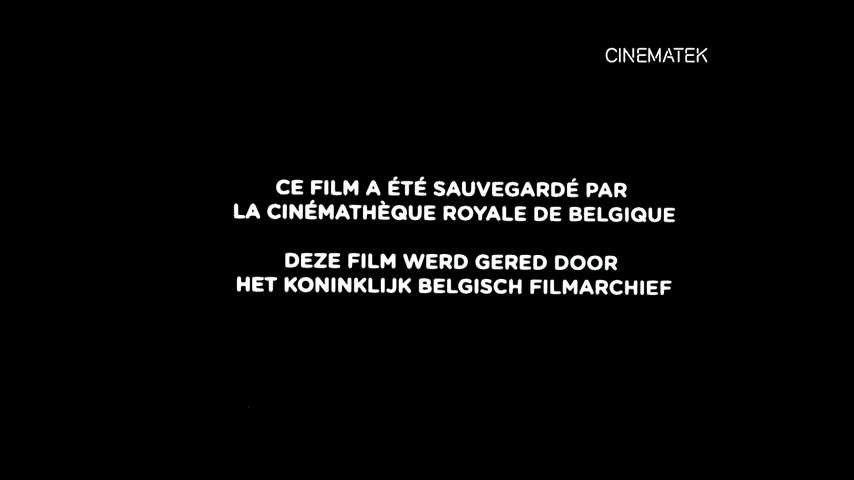 CINEMATEK
CE FILM A ÉTÉ SAUVEGARDÉ PAR
LA CINÉMATHÈQUE ROYALE DE BELGIQUE
DEZE FILM WERD GERED DOOR
HET KONINKLIJK BELGISCH FILMARCHIEF